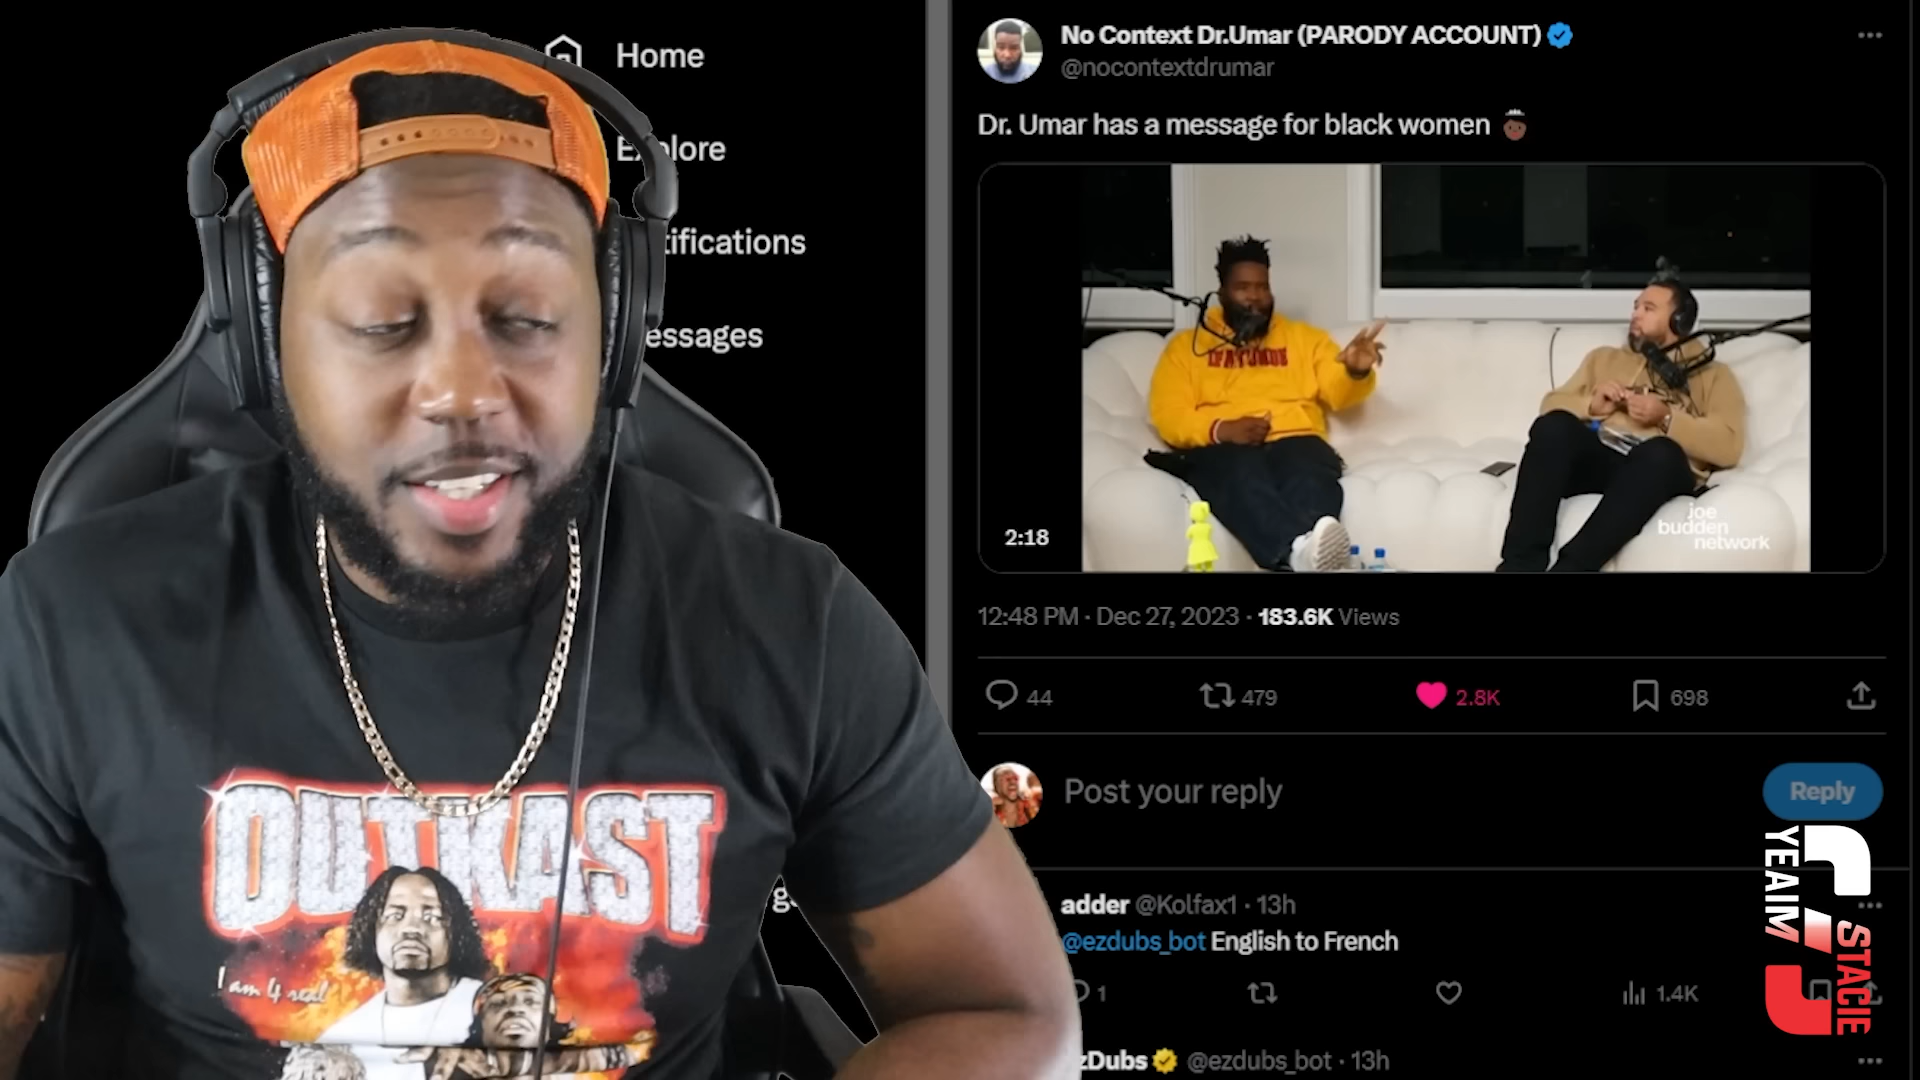 Home
Explore
tifications
essages
No Context Dr.Umar (PARODY ACCOUNT)
@nocontextdrumar
Dr. Umar has a message for black women
joe
budden
network
2:18
12:48 PM · Dec 27, 2023 · 183.6K Views
44
479
2.8K
698
Post your reply
Reply
adder @Kolfax1 · 13h
@ezdubs_bot English to French
1
1.4K
zDubs @ezdubs_bot · 13h
OUTKAST
I am 4 real
YEAIM
STACIE